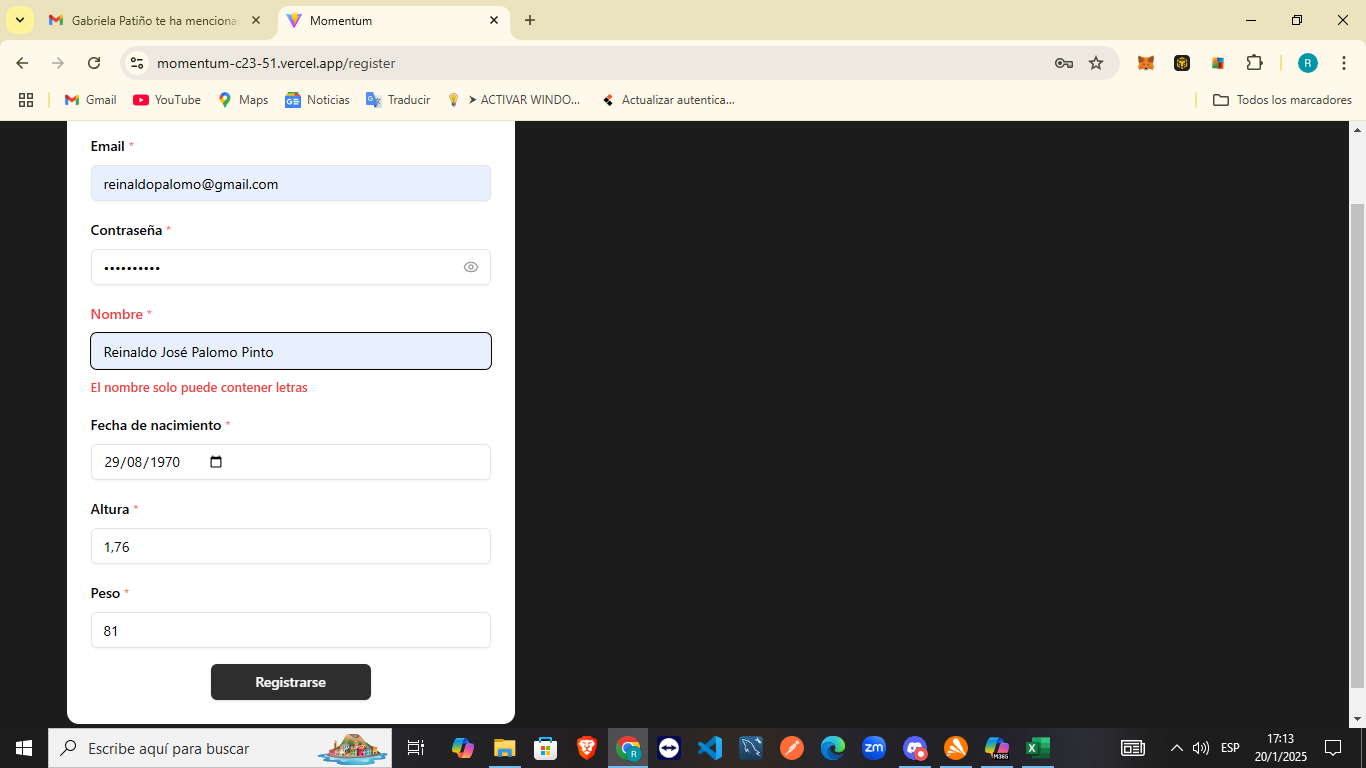 Gabriela Patiño te ha menciona
Momentum
momentum-c23-51.vercel.app/register
R
Gmail
YouTube
Maps
Noticias
Traducir
➤ ACTIVAR WINDO...
Actualizar autentica...
Todos los marcadores
Email *
reinaldopalomo@gmail.com
Contraseña *
••••••••••
Nombre *
Reinaldo José Palomo Pinto
El nombre solo puede contener letras
Fecha de nacimiento *
29/08/1970
Altura *
1,76
Peso *
81
Registrarse
Escribe aquí para buscar
R
zm
M365
ESP
17:13
20/1/2025